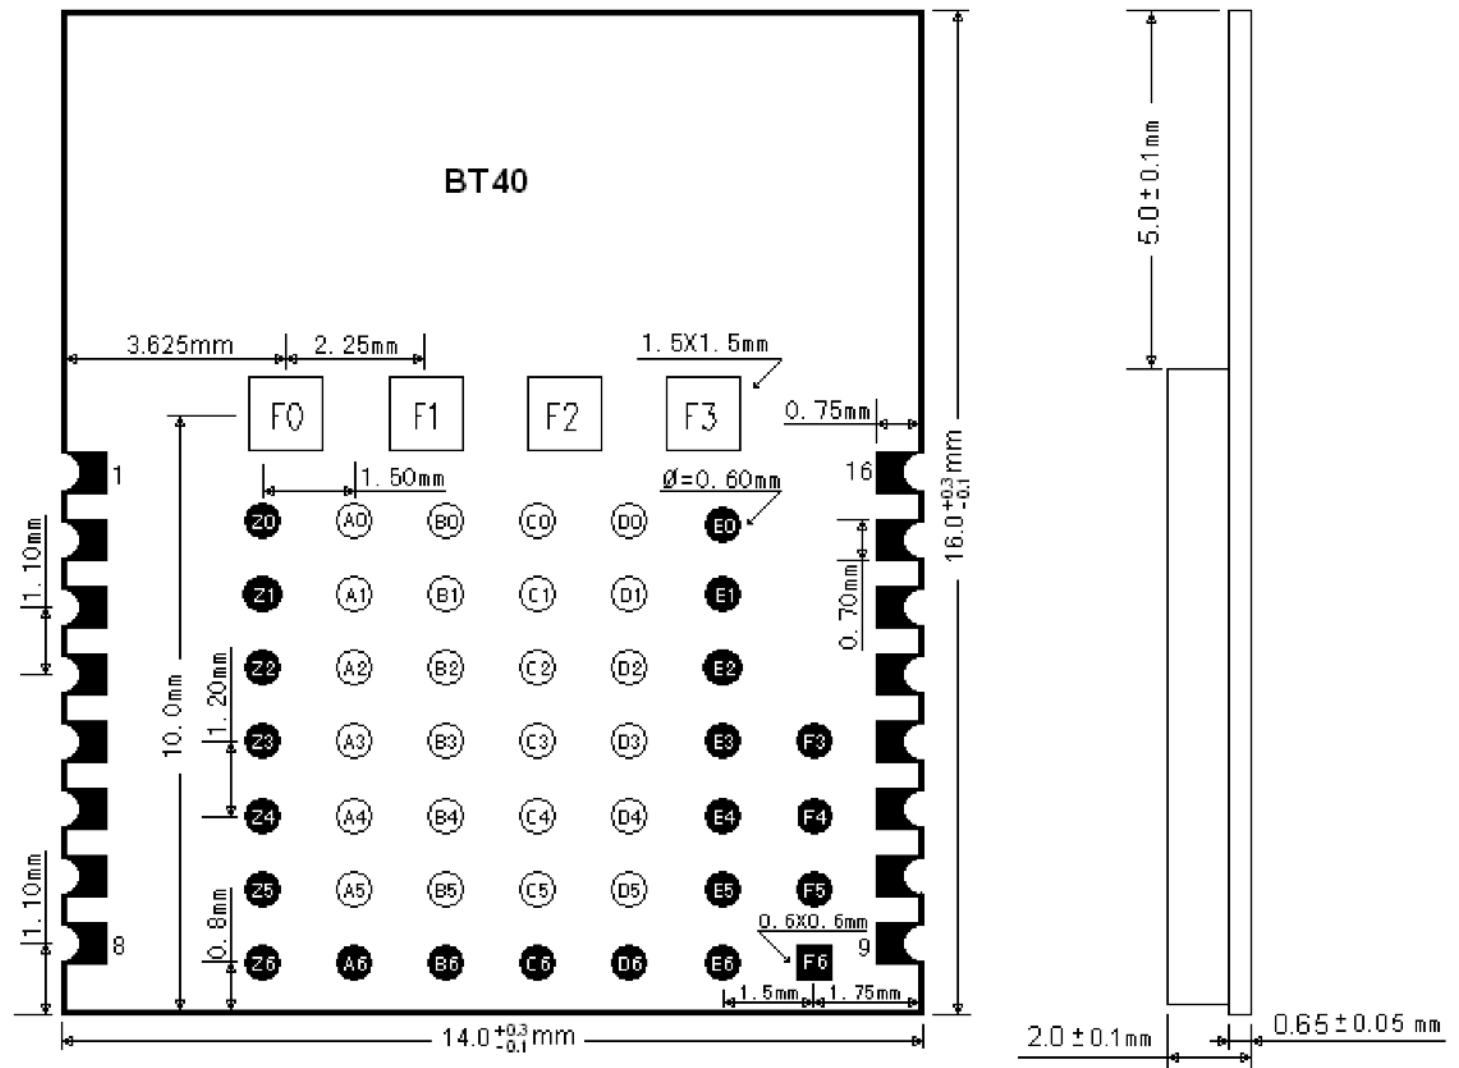 BT40
5.0±0.1mm
3.625mm
2.25mm
1.5X1.5mm
F0
F1
F2
F3
0.75mm
16.0+0.3-0.1mm
1
1.50mm
Ø=0.60mm
16
Z0 A0 B0 C0 D0 E0
1.10mm
Z1 A1 B1 C1 D1 E1
0.70mm
Z2 A2 B2 C2 D2 E2
10.0mm
1.20mm
Z3 A3 B3 C3 D3 E3 F3
Z4 A4 B4 C4 D4 E4 F4
1.10mm
Z5 A5 B5 C5 D5 E5 F5
0.8mm
0.6X0.6mm
8
9
Z6 A6 B6 C6 D6 E6 F6
1.5mm
1.75mm
14.0+0.3-0.1mm
2.0±0.1mm
0.65±0.05 mm